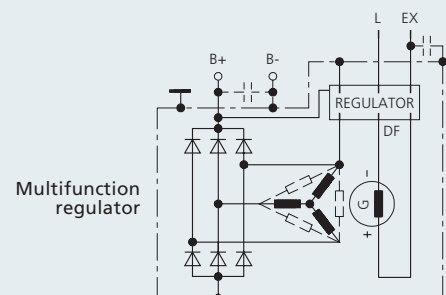 L EX
B+ B-
REGULATOR
DF
Multifunction
regulator
G
-
+